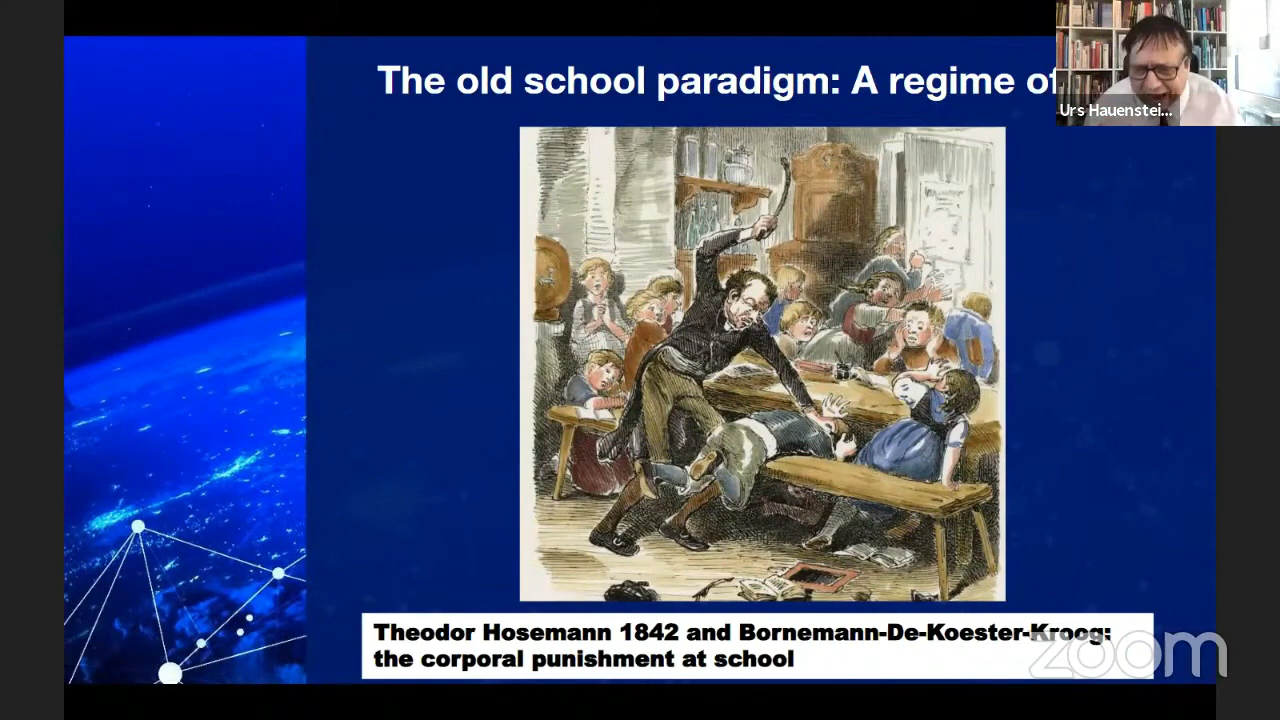 The old school paradigm: A regime of
Urs Hauenstei...
Theodor Hosemann 1842 and Bornemann-De-Koester-Kroog:
the corporal punishment at school
zoom